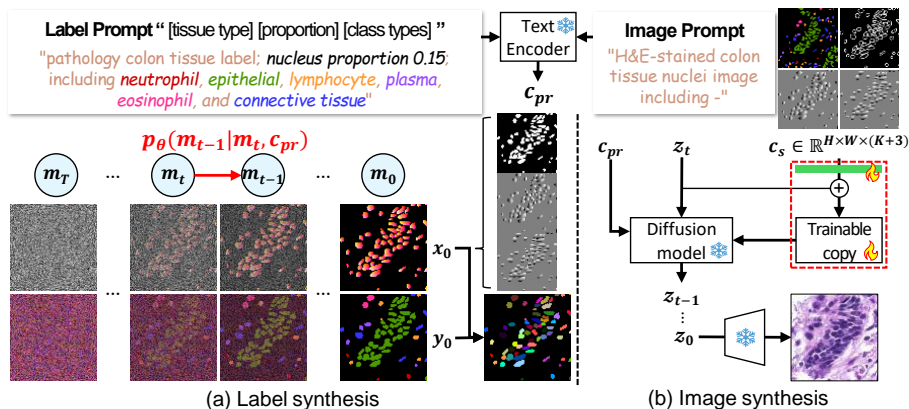 Label Prompt “ [tissue type] [proportion] [class types] ”
"pathology colon tissue label; nucleus proportion 0.15;
including neutrophil, epithelial, lymphocyte, plasma,
eosinophil, and connective tissue"
Text
Encoder
Image Prompt
"H&E-stained colon
tissue nuclei image
including -"
c_pr
p_θ(m_{t-1}|m_t, c_pr)
m_T
...
m_t
m_{t-1}
...
m_0
...
...
x_0
...
...
y_0
c_pr
z_t
c_s ∈ ℝ^{H×W×(K+3)}
+
Diffusion
model
Trainable
copy
z_{t-1}
⋮
z_0
(a) Label synthesis
(b) Image synthesis